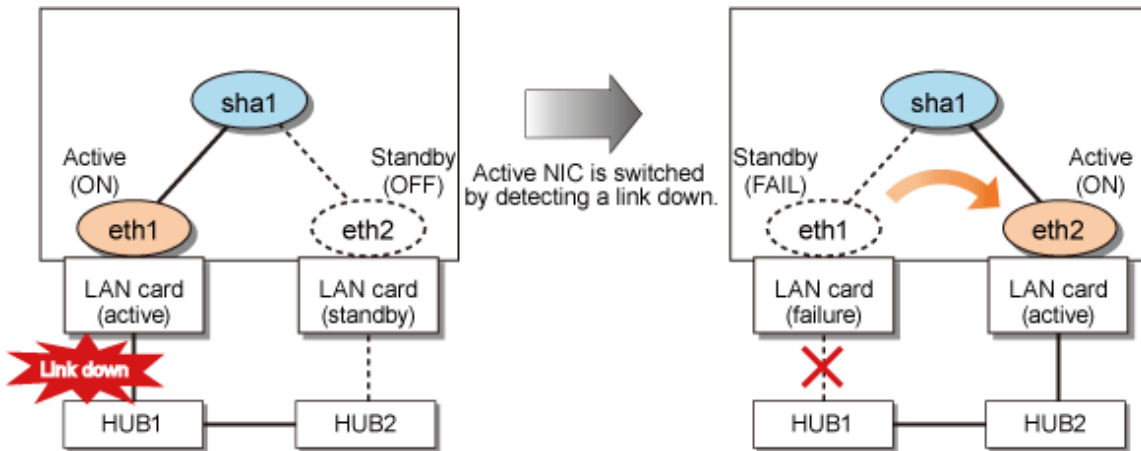 sha1
Active
(ON)
Standby
(OFF)
eth1
eth2
LAN card
(active)
LAN card
(standby)
Link down
HUB1
HUB2
Active NIC is switched
by detecting a link down.
sha1
Standby
(FAIL)
Active
(ON)
eth1
eth2
LAN card
(failure)
LAN card
(active)
HUB1
HUB2